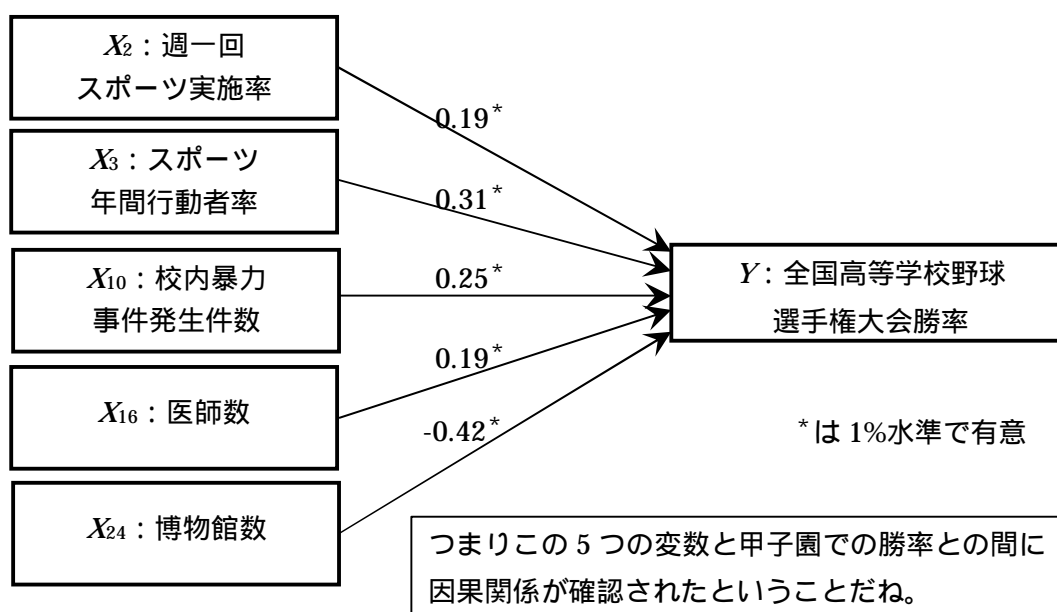 X2：週一回
スポーツ実施率
0.19*
X3：スポーツ
年間行動者率
0.31*
X10：校内暴力
事件発生件数
0.25*
Y：全国高等学校野球
選手権大会勝率
X16：医師数
0.19*
X24：博物館数
-0.42*
*は 1%水準で有意
つまりこの 5 つの変数と甲子園での勝率との間に
因果関係が確認されたということだね。